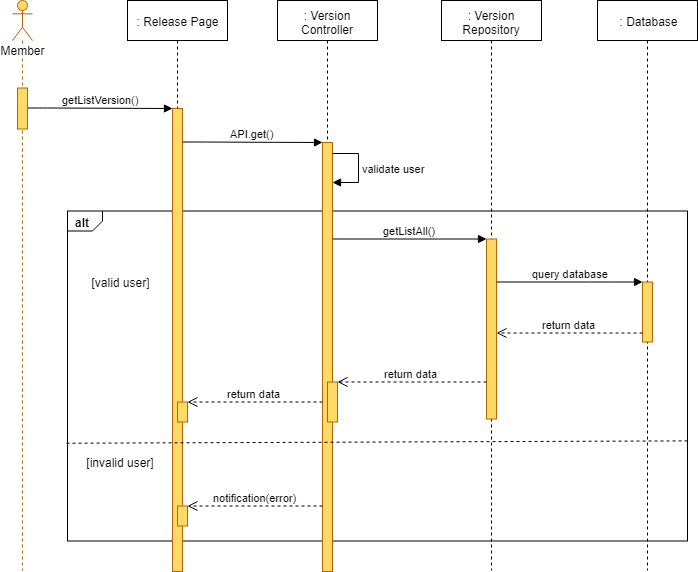 Member
: Release Page
: Version
Controller
: Version
Repository
: Database
getListVersion()
API.get()
validate user
alt
getListAll()
[valid user]
query database
return data
return data
return data
[invalid user]
notification(error)